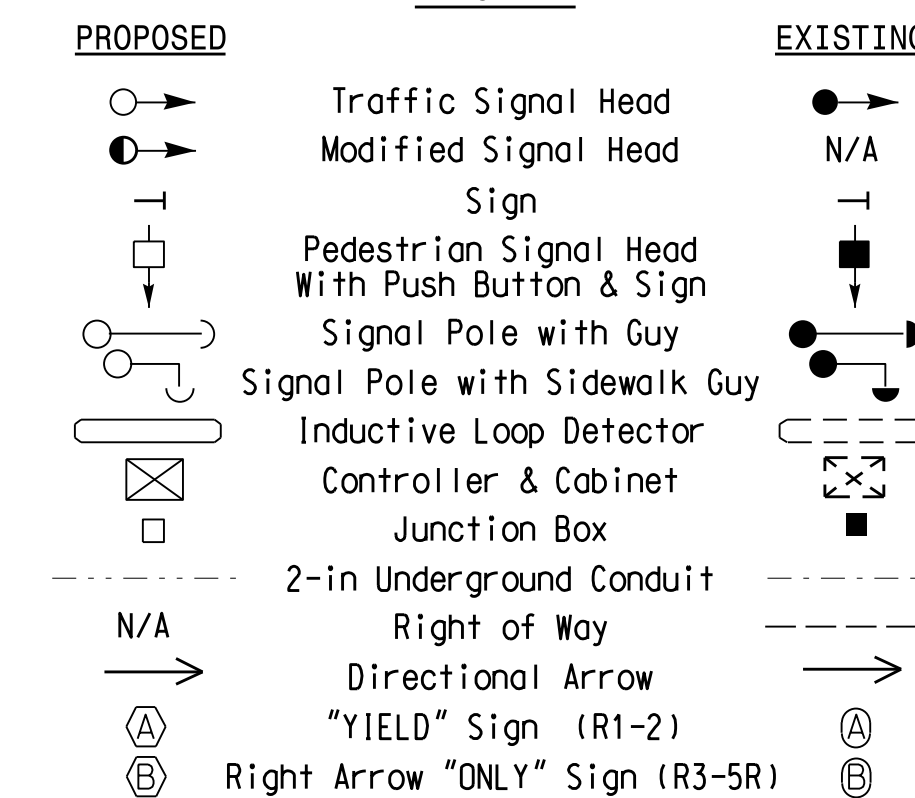 PROPOSED EXISTING
Traffic Signal Head
Modified Signal Head N/A
Sign
Pedestrian Signal Head
With Push Button & Sign
Signal Pole with Guy
Signal Pole with Sidewalk Guy
Inductive Loop Detector
Controller & Cabinet
Junction Box
2-in Underground Conduit
N/A Right of Way
Directional Arrow
A "YIELD" Sign (R1-2) A
B Right Arrow "ONLY" Sign (R3-5R) B